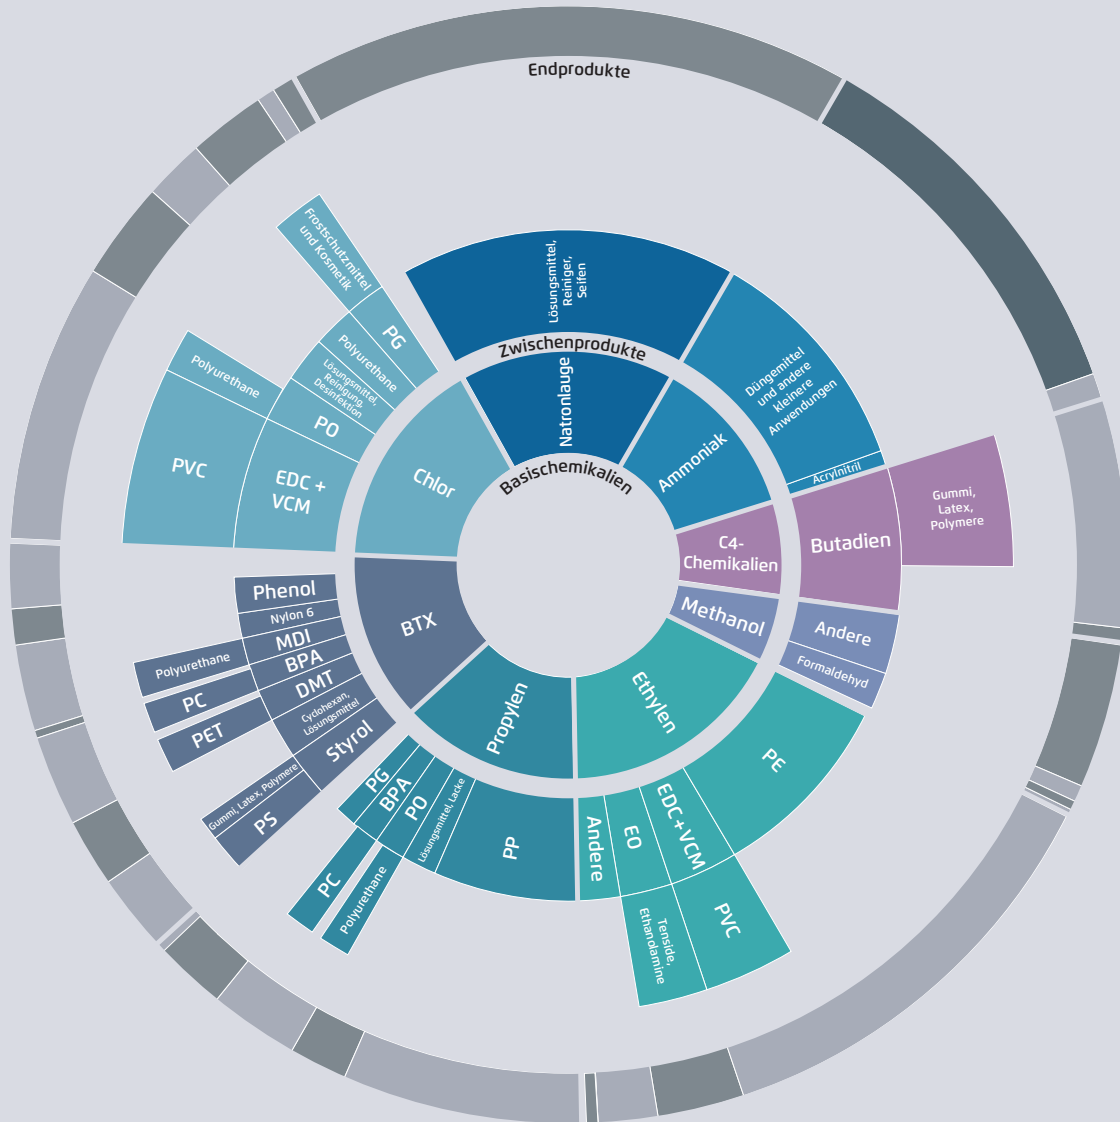 Endprodukte
Zwischenprodukte
Basischemikalien
Natronlauge
Lösungsmittel,
Reiniger,
Seifen
Ammoniak
Düngemittel
und andere
kleinere
Anwendungen
Acrylnitril
C4-
Chemikalien
Butadien
Gummi,
Latex,
Polymere
Methanol
Andere
Formaldehyd
Ethylen
PE
EDC + VCM
PVC
EO
Tenside,
Ethanolamine
Andere
Propylen
PP
Lösungsmittel, Lacke
PO
Polyurethane
BPA
PC
PG
BTX
Styrol
PS
Gummi, Latex, Polymere
Cyclohexan,
Lösungsmittel
DMT
PET
BPA
PC
MDI
Polyurethane
Nylon 6
Phenol
Chlor
EDC +
VCM
PVC
PO
Polyurethane
Lösungsmittel,
Reinigung,
Desinfektion
Polyurethane
PG
Frostschutzmittel
und Kosmetik